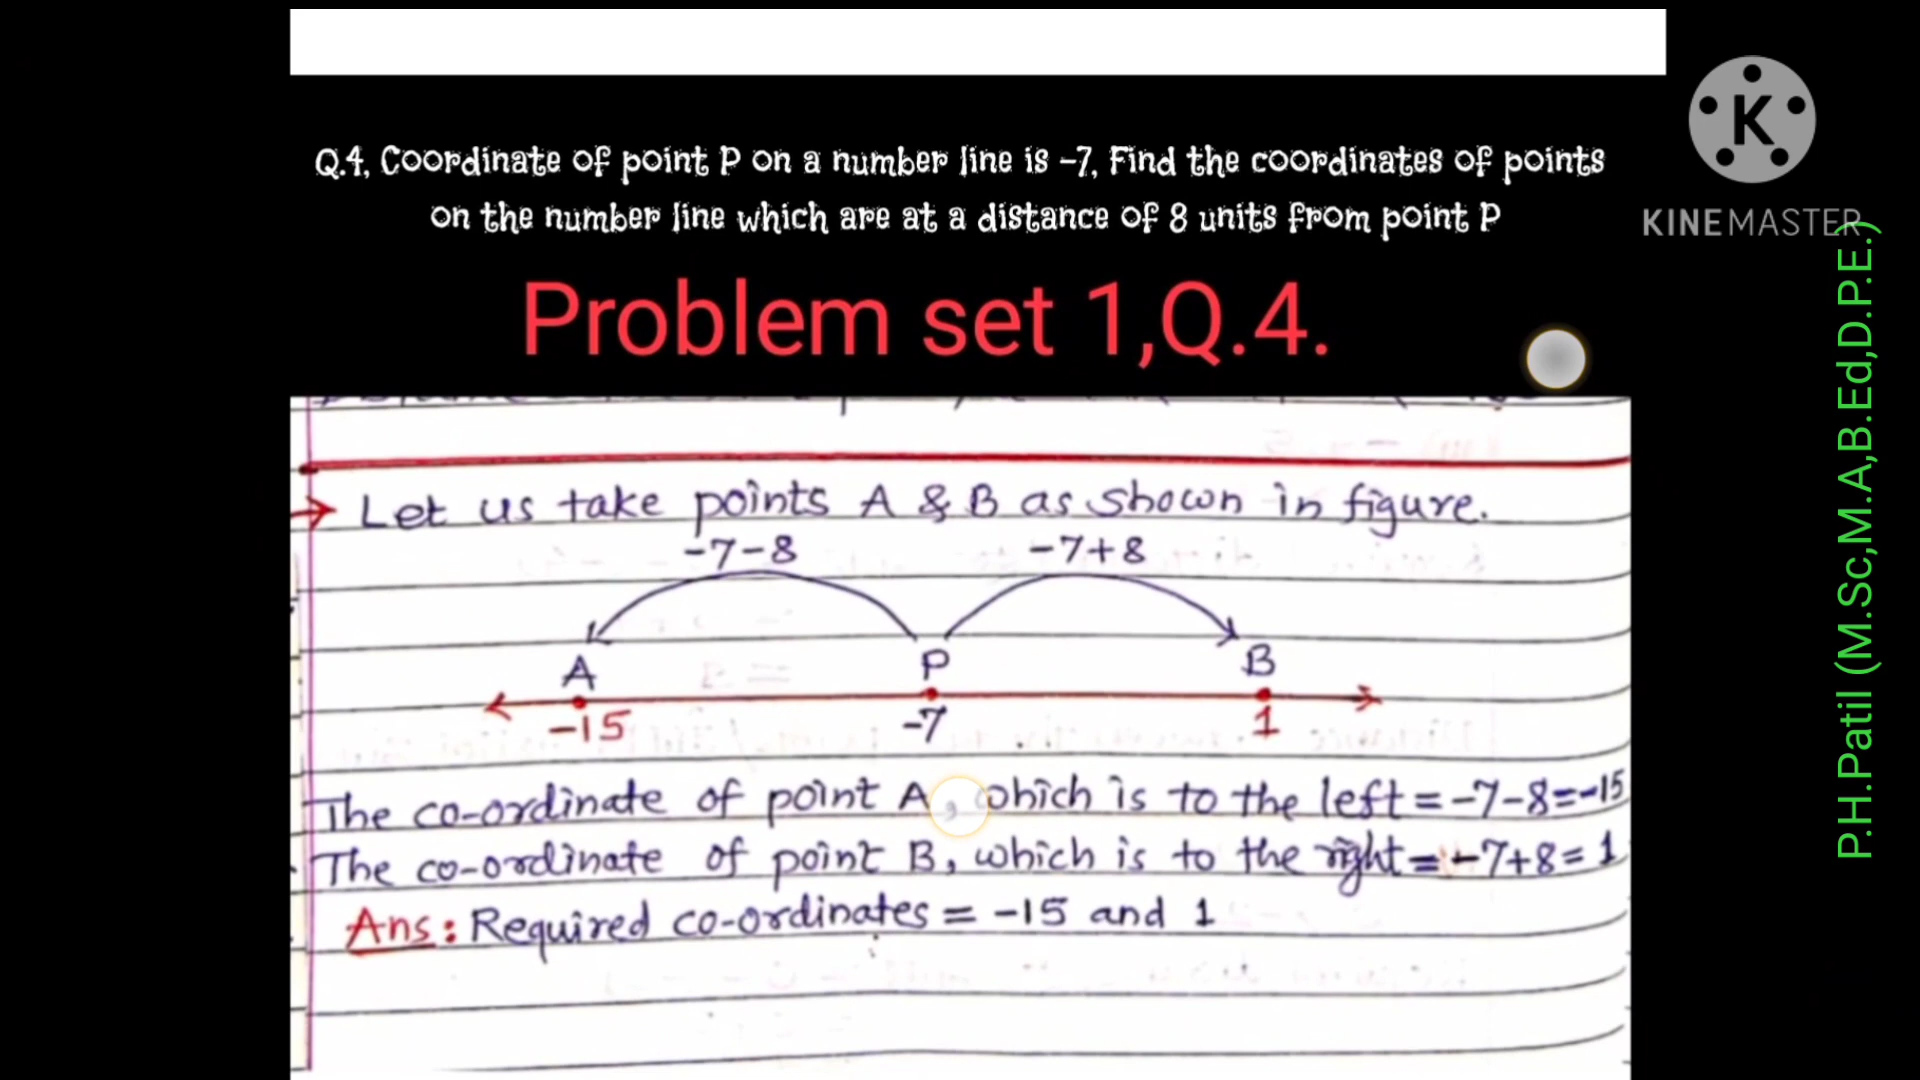 Q.4, Coordinate of point P on a number line is -7, Find the coordinates of points
on the number line which are at a distance of 8 units from point P
K
KINEMASTER
Problem set 1,Q.4.
P.H.Patil (M.Sc,M.A,B.Ed,D.P.E.)
→ Let us take points A & B as shown in figure.
-7-8 -7+8
A P B
-15 -7 1
The co-ordinate of point A, which is to the left = -7-8=-15
The co-ordinate of point B, which is to the right = -7+8 = 1
Ans: Required co-ordinates = -15 and 1